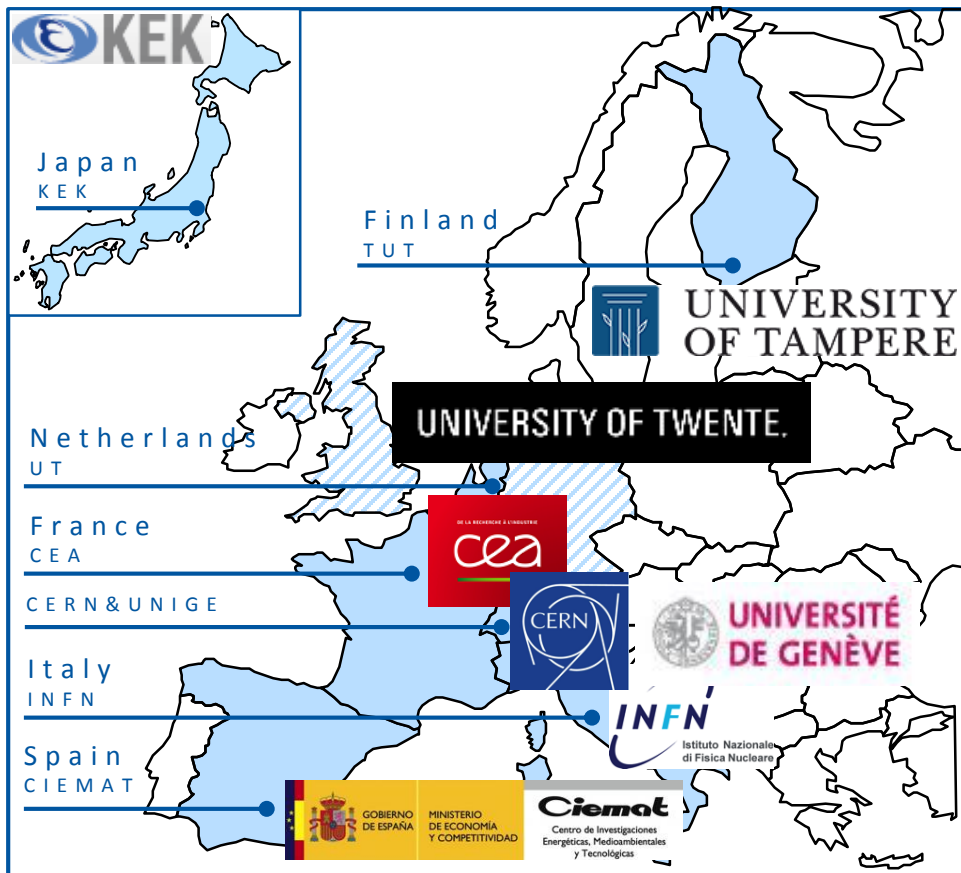 KEK
Japan
KEK
Finland
TUT
UNIVERSITY
OF TAMPERE
UNIVERSITY OF TWENTE.
Netherlands
UT
France
CEA
DE LA RECHERCHE À L'INDUSTRIE
cea
CERN&UNIGE
CERN
UNIVERSITÉ
DE GENÈVE
Italy
INFN
INFN
Istituto Nazionale
di Fisica Nucleare
Spain
CIEMAT
GOBIERNO
DE ESPAÑA
MINISTERIO
DE ECONOMÍA
Y COMPETITIVIDAD
Ciemat
Centro de Investigaciones
Energéticas, Medioambientales
y Tecnológicas